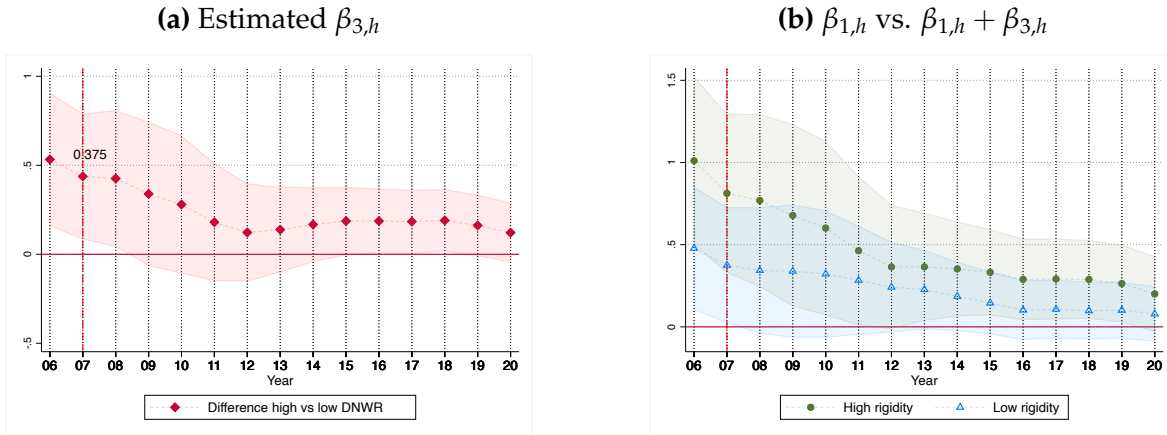 (a) Estimated β3,h
1
.5
0
-.5
0.375
06 07 08 09 10 11 12 13 14 15 16 17 18 19 20
Year
Difference high vs low DNWR
(b) β1,h vs. β1,h + β3,h
1.5
1
.5
0
06 07 08 09 10 11 12 13 14 15 16 17 18 19 20
Year
High rigidity Low rigidity